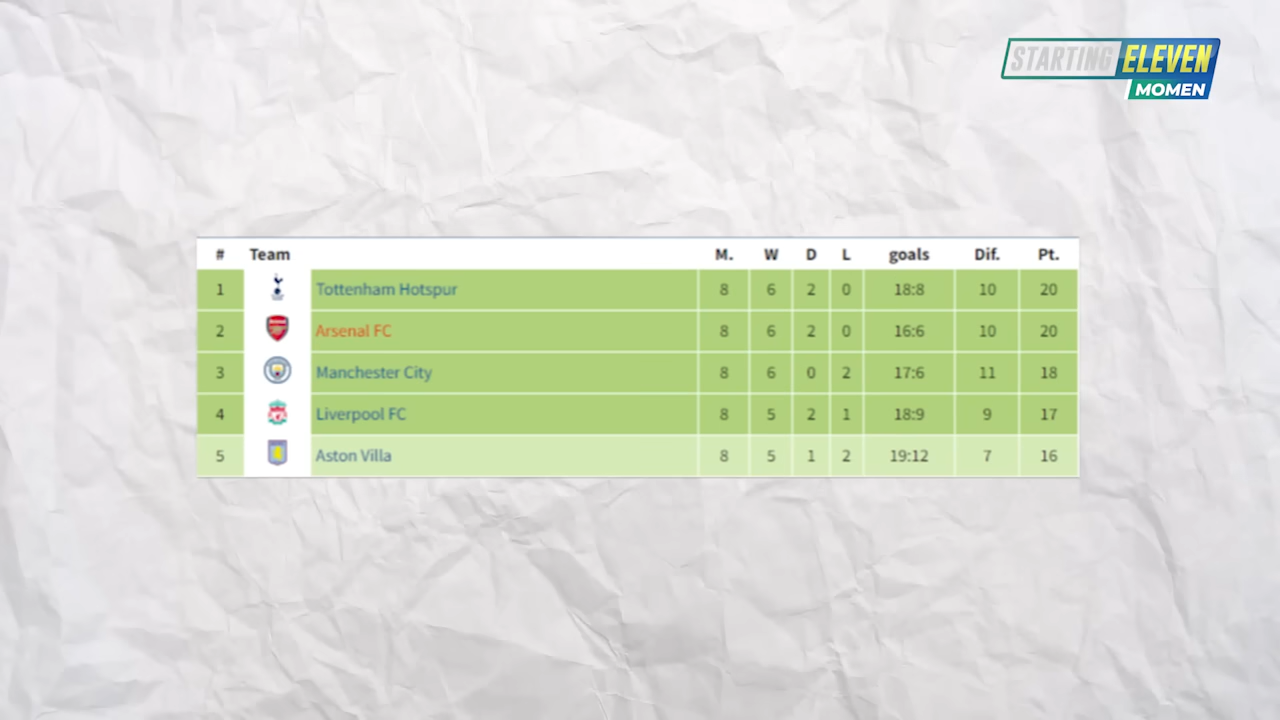 STARTING ELEVEN
MOMEN
# Team M. W D L goals Dif. Pt.
1 Tottenham Hotspur 8 6 2 0 18:8 10 20
2 Arsenal FC 8 6 2 0 16:6 10 20
3 Manchester City 8 6 0 2 17:6 11 18
4 Liverpool FC 8 5 2 1 18:9 9 17
5 Aston Villa 8 5 1 2 19:12 7 16